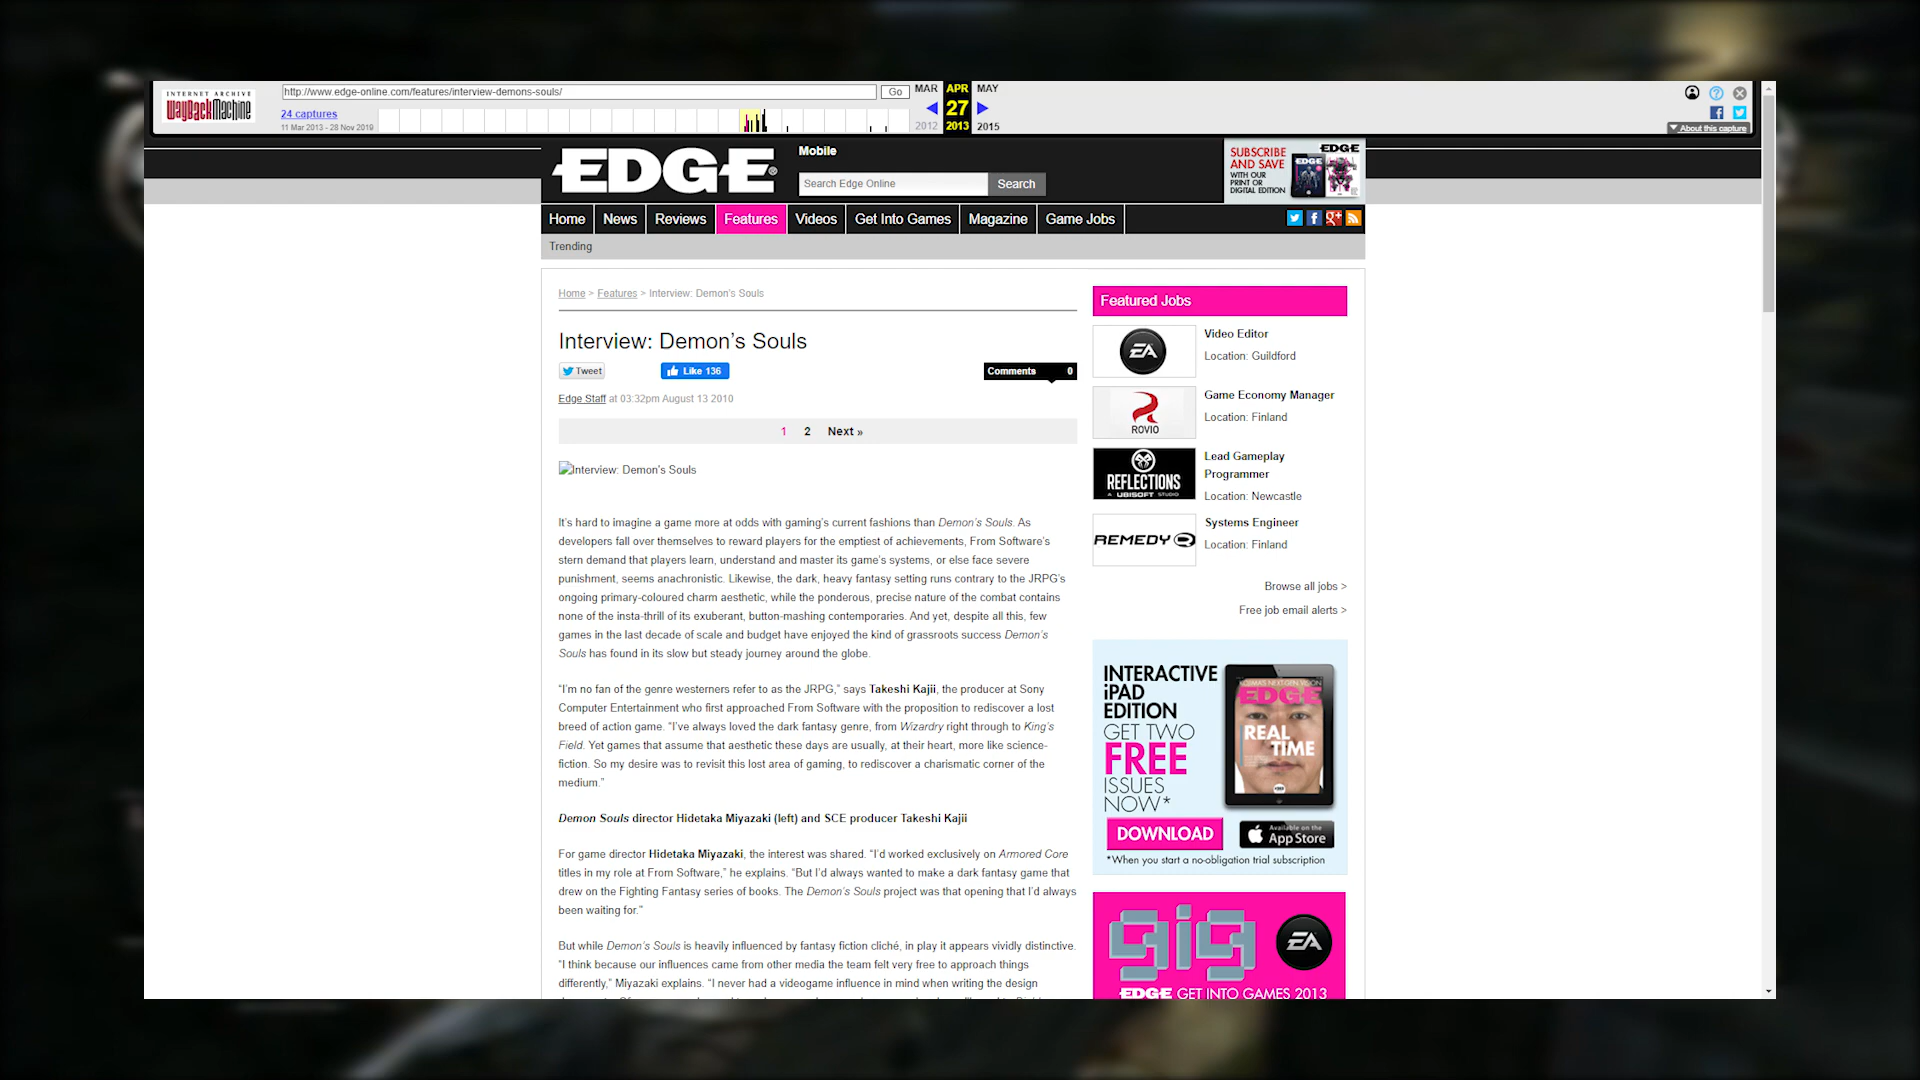 INTERNET ARCHIVE
WayBackMachine
http://www.edge-online.com/features/interview-demons-souls/
Go
MAR
APR
MAY
24 captures
27
11 Mar 2013 - 28 Nov 2019
2012
2013
2015
About this capture
EDGE
Mobile
Search Edge Online
Search
SUBSCRIBE
AND SAVE
WITH OUR
PRINT OR
DIGITAL EDITION
EDGE
EDGE
Home
News
Reviews
Features
Videos
Get Into Games
Magazine
Game Jobs
Trending
Home > Features > Interview: Demon's Souls
Interview: Demon's Souls
Tweet
Like 136
Comments 0
Edge Staff at 03:32pm August 13 2010
1 2 Next »
Interview: Demon's Souls
It's hard to imagine a game more at odds with gaming's current fashions than Demon's Souls. As
developers fall over themselves to reward players for the emptiest of achievements, From Software's
stern demand that players learn, understand and master its game's systems, or else face severe
punishment, seems anachronistic. Likewise, the dark, heavy fantasy setting runs contrary to the JRPG's
ongoing primary-coloured charm aesthetic, while the ponderous, precise nature of the combat contains
none of the insta-thrill of its exuberant, button-mashing contemporaries. And yet, despite all this, few
games in the last decade of scale and budget have enjoyed the kind of grassroots success Demon's
Souls has found in its slow but steady journey around the globe.
“I'm no fan of the genre westerners refer to as the JRPG,” says Takeshi Kajii, the producer at Sony
Computer Entertainment who first approached From Software with the proposition to rediscover a lost
breed of action game. “I've always loved the dark fantasy genre, from Wizardry right through to King's
Field. Yet games that assume that aesthetic these days are usually, at their heart, more like science-
fiction. So my desire was to revisit this lost area of gaming, to rediscover a charismatic corner of the
medium.”
Demon Souls director Hidetaka Miyazaki (left) and SCE producer Takeshi Kajii
For game director Hidetaka Miyazaki, the interest was shared. “I'd worked exclusively on Armored Core
titles in my role at From Software,” he explains. “But I'd always wanted to make a dark fantasy game that
drew on the Fighting Fantasy series of books. The Demon's Souls project was that opening that I'd always
been waiting for.”
But while Demon's Souls is heavily influenced by fantasy fiction cliché, in play it appears vividly distinctive.
“I think because our influences came from other media the team felt very free to approach things
differently,” Miyazaki explains. “I never had a videogame influence in mind when writing the design
Featured Jobs
EA
Video Editor
Location: Guildford
ROVIO
Game Economy Manager
Location: Finland
REFLECTIONS
A UBISOFT STUDIO
Lead Gameplay
Programmer
Location: Newcastle
REMEDY
Systems Engineer
Location: Finland
Browse all jobs >
Free job email alerts >
INTERACTIVE
iPAD
EDITION
GET TWO
FREE
ISSUES
NOW*
EDGE
REAL
TIME
DOWNLOAD
Available on the
App Store
*When you start a no-obligation trial subscription
gig
EA
EDGE GET INTO GAMES 2013